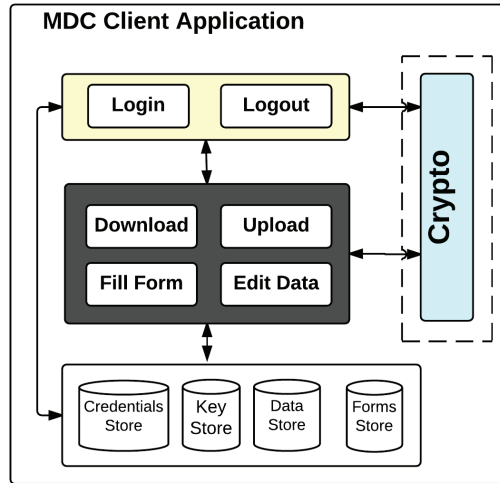 MDC Client Application
Login Logout
Crypto
Download Upload
Fill Form Edit Data
Credentials Store
Key Store
Data Store
Forms Store